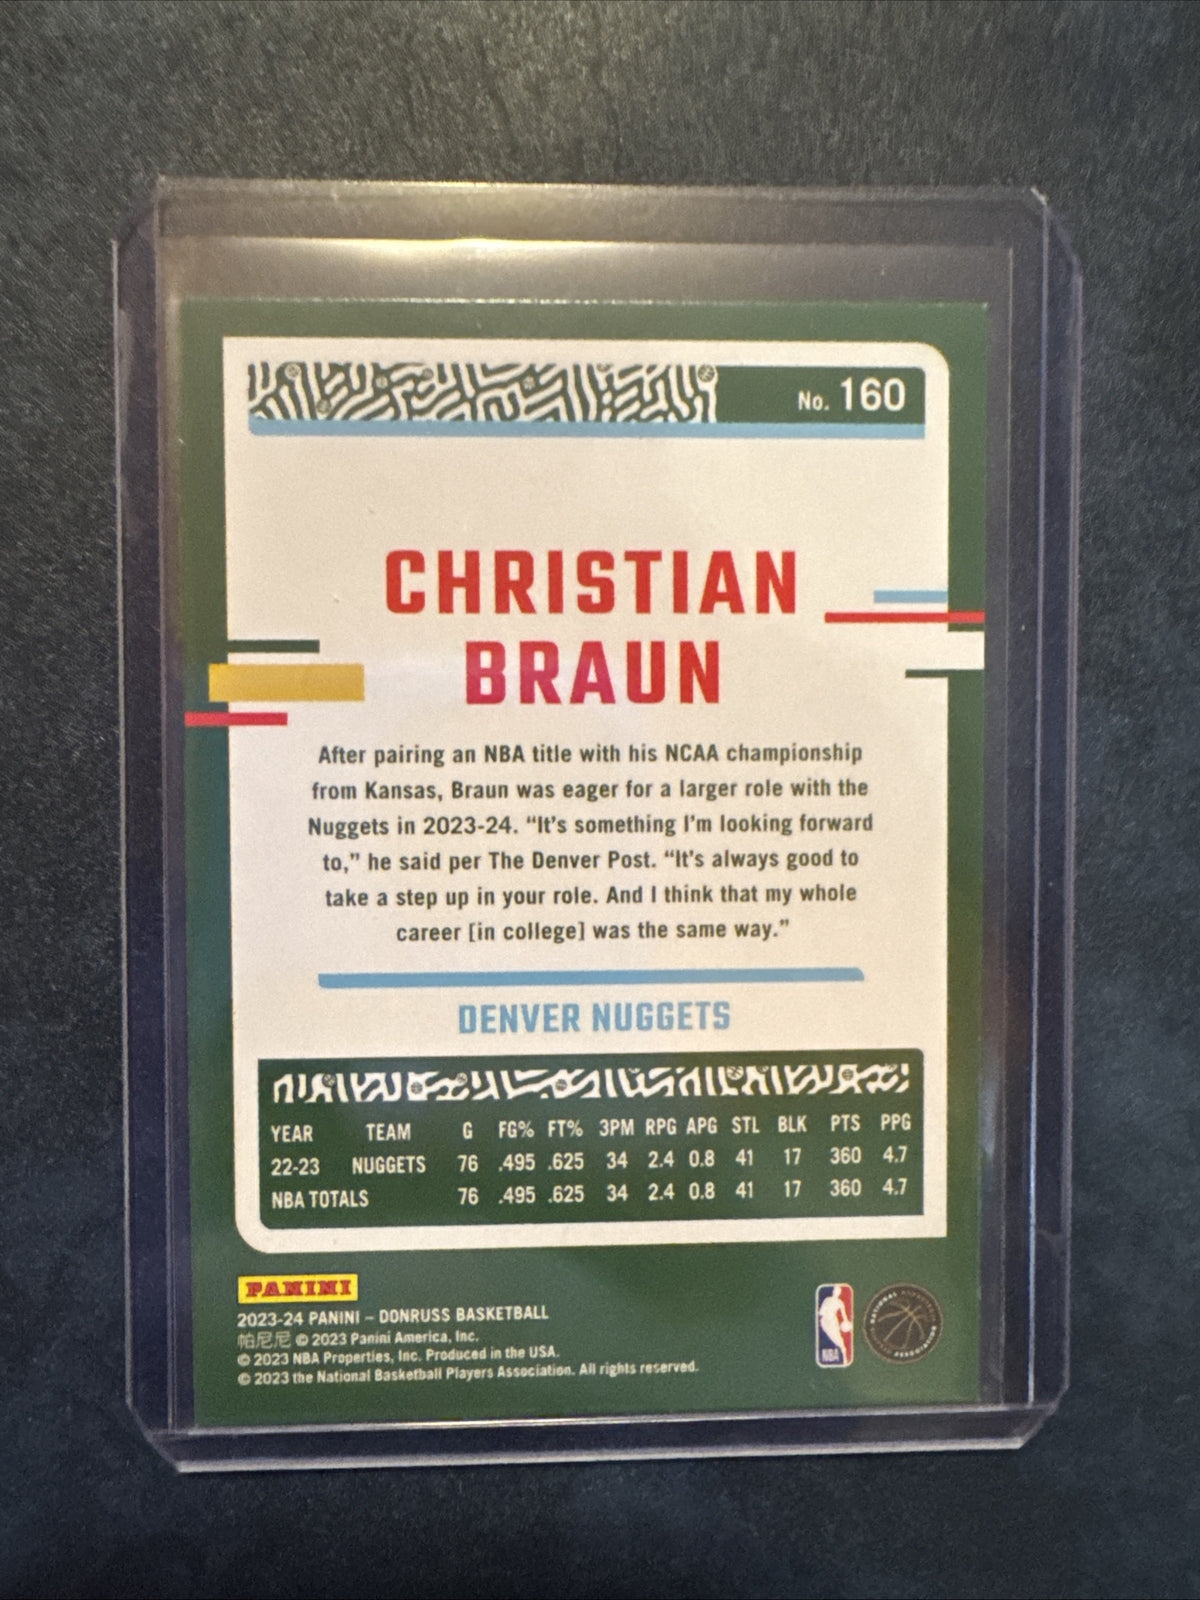 No. 160
CHRISTIAN
BRAUN
After pairing an NBA title with his NCAA championship
from Kansas, Braun was eager for a larger role with the
Nuggets in 2023-24. “It’s something I’m looking forward
to,” he said per The Denver Post. “It’s always good to
take a step up in your role. And I think that my whole
career [in college] was the same way.”
DENVER NUGGETS
YEAR TEAM G FG% FT% 3PM RPG APG STL BLK PTS PPG
22-23 NUGGETS 76 .495 .625 34 2.4 0.8 41 17 360 4.7
NBA TOTALS 76 .495 .625 34 2.4 0.8 41 17 360 4.7
PANINI
2023-24 PANINI – DONRUSS BASKETBALL
帕尼尼 © 2023 Panini America, Inc.
© 2023 NBA Properties, Inc. Produced in the USA.
© 2023 the National Basketball Players Association. All rights reserved.
NBA
NATIONAL BASKETBALL PLAYERS ASSOCIATION